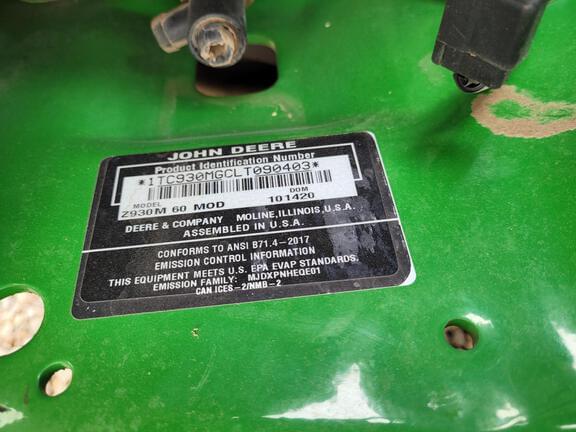 JOHN DEERE
Product Identification Number
*1TC930MGCLT090403*
MODEL DOM
Z930M 60 MOD 101420
DEERE & COMPANY MOLINE,ILLINOIS,U.S.A.
ASSEMBLED IN U.S.A.
CONFORMS TO ANSI B71.4-2017
EMISSION CONTROL INFORMATION
THIS EQUIPMENT MEETS U.S. EPA EVAP STANDARDS.
EMISSION FAMILY: MJDXPNHEQE01
CAN ICES-2/NMB-2